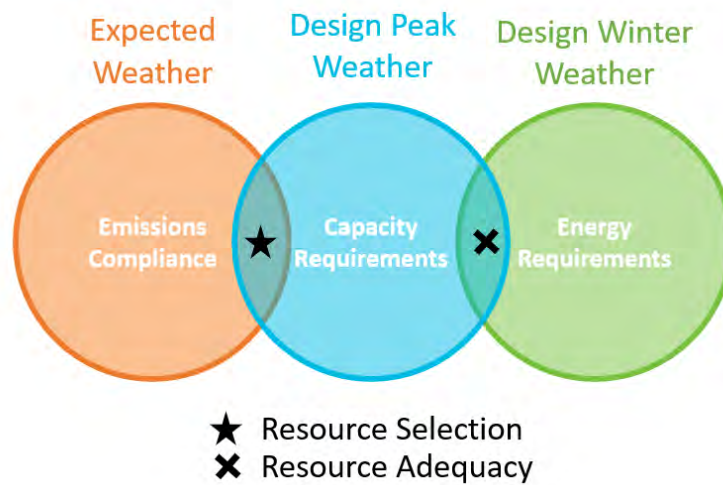 Expected
Weather
Design Peak
Weather
Design Winter
Weather
Emissions
Compliance
Capacity
Requirements
Energy
Requirements
Resource Selection
Resource Adequacy